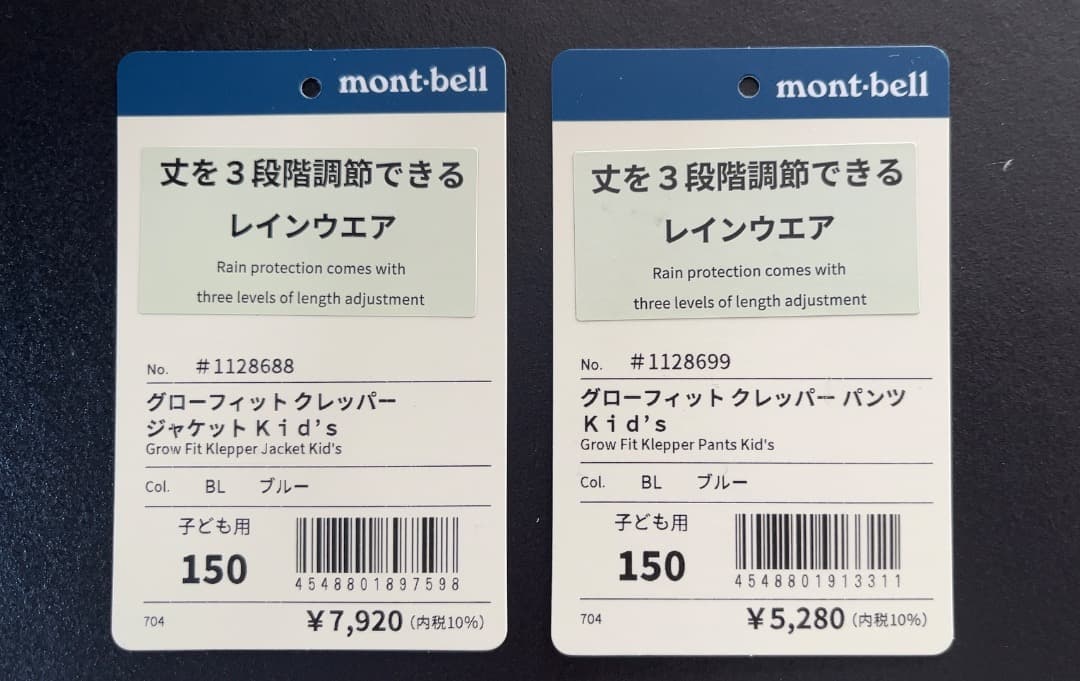 mont·bell
丈を3段階調節できる
レインウエア
Rain protection comes with
three levels of length adjustment
No. #1128688
グローフィット クレッパー
ジャケット Kid's
Grow Fit Klepper Jacket Kid's
Col. BL ブルー
子ども用
150
4548801897598
704 ¥7,920(内税10%)
mont·bell
丈を3段階調節できる
レインウエア
Rain protection comes with
three levels of length adjustment
No. #1128699
グローフィット クレッパー パンツ
Kid's
Grow Fit Klepper Pants Kid's
Col. BL ブルー
子ども用
150
4548801913311
704 ¥5,280(内税10%)